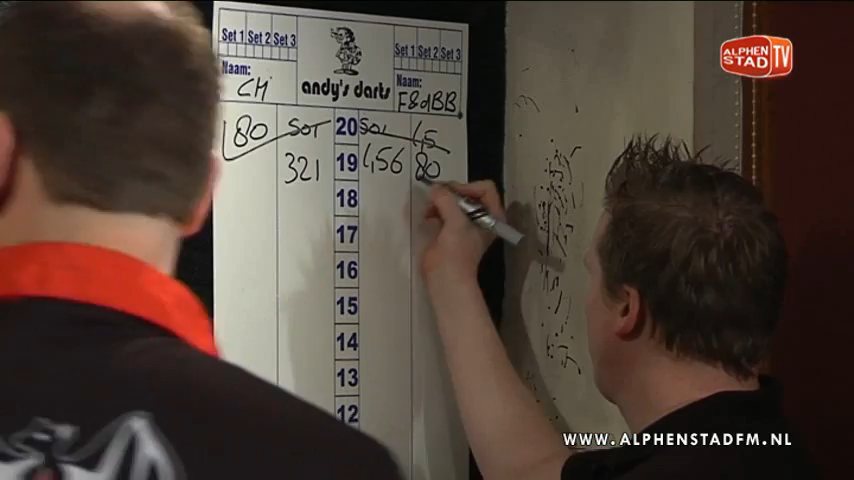 Set 1 Set 2 Set 3
Set 1 Set 2 Set 3
Naam:
CH
andy's darts
Naam:
F&dBB
180 501 20 501 45
321 19 456 80
18
17
16
15
14
13
12
ALPHEN STAD TV
WWW.ALPHENSTADFM.NL